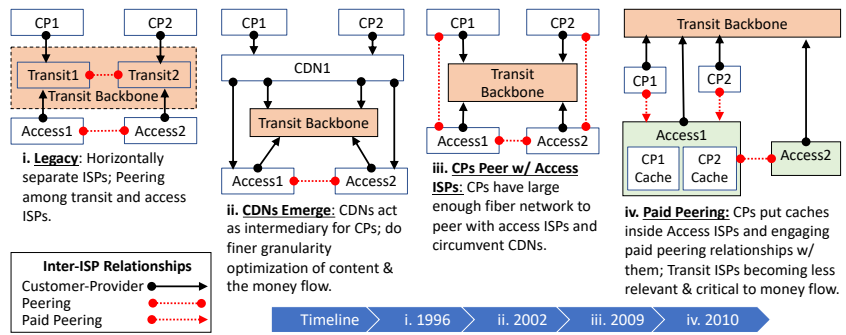 CP1
CP2
Transit1
Transit2
Transit Backbone
Access1
Access2
i. Legacy: Horizontally
separate ISPs; Peering
among transit and access
ISPs.
CP1
CP2
CDN1
Transit Backbone
Access1
Access2
ii. CDNs Emerge: CDNs act
as intermediary for CPs; do
finer granularity
optimization of content &
the money flow.
CP1
CP2
Transit
Backbone
Access1
Access2
iii. CPs Peer w/ Access
ISPs: CPs have large
enough fiber network to
peer with access ISPs and
circumvent CDNs.
Transit Backbone
CP1
CP2
Access1
CP1
Cache
CP2
Cache
Access2
iv. Paid Peering: CPs put caches
inside Access ISPs and engaging
paid peering relationships w/
them; Transit ISPs becoming less
relevant & critical to money flow.
Inter-ISP Relationships
Customer-Provider
Peering
Paid Peering
Timeline
i. 1996
ii. 2002
iii. 2009
iv. 2010